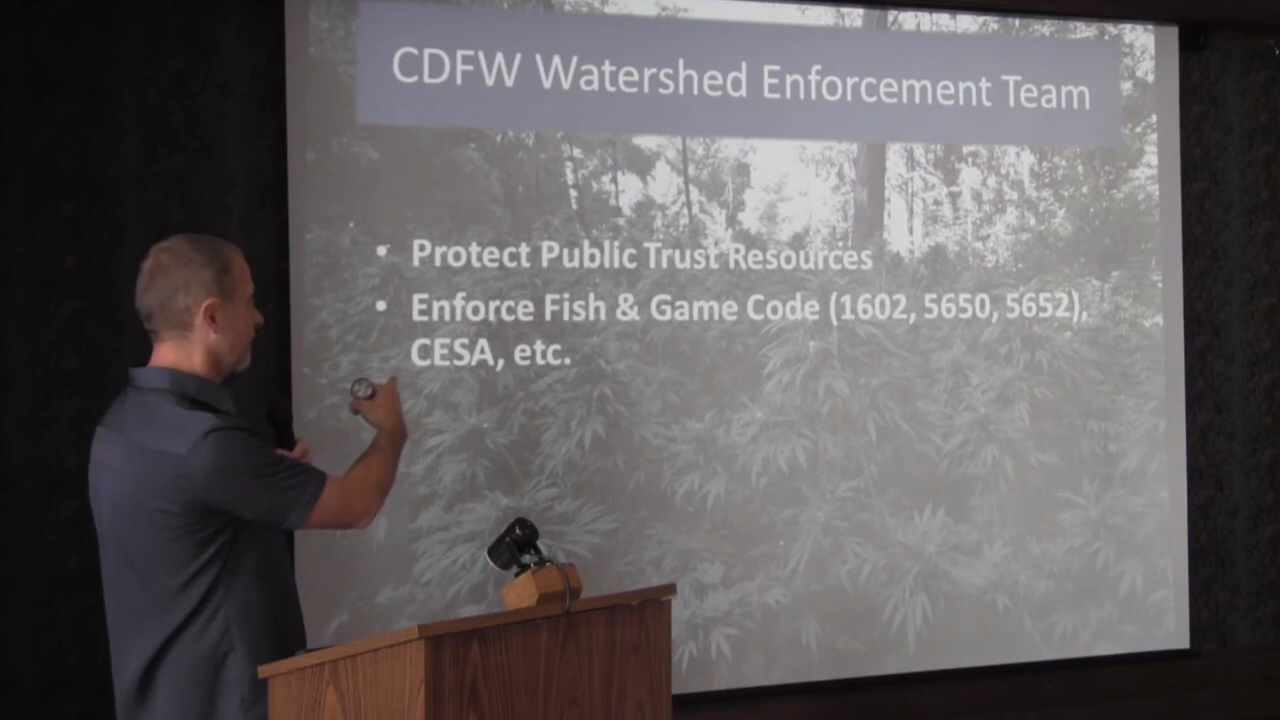 CDFW Watershed Enforcement Team
• Protect Public Trust Resources
• Enforce Fish & Game Code (1602, 5650, 5652),
CESA, etc.